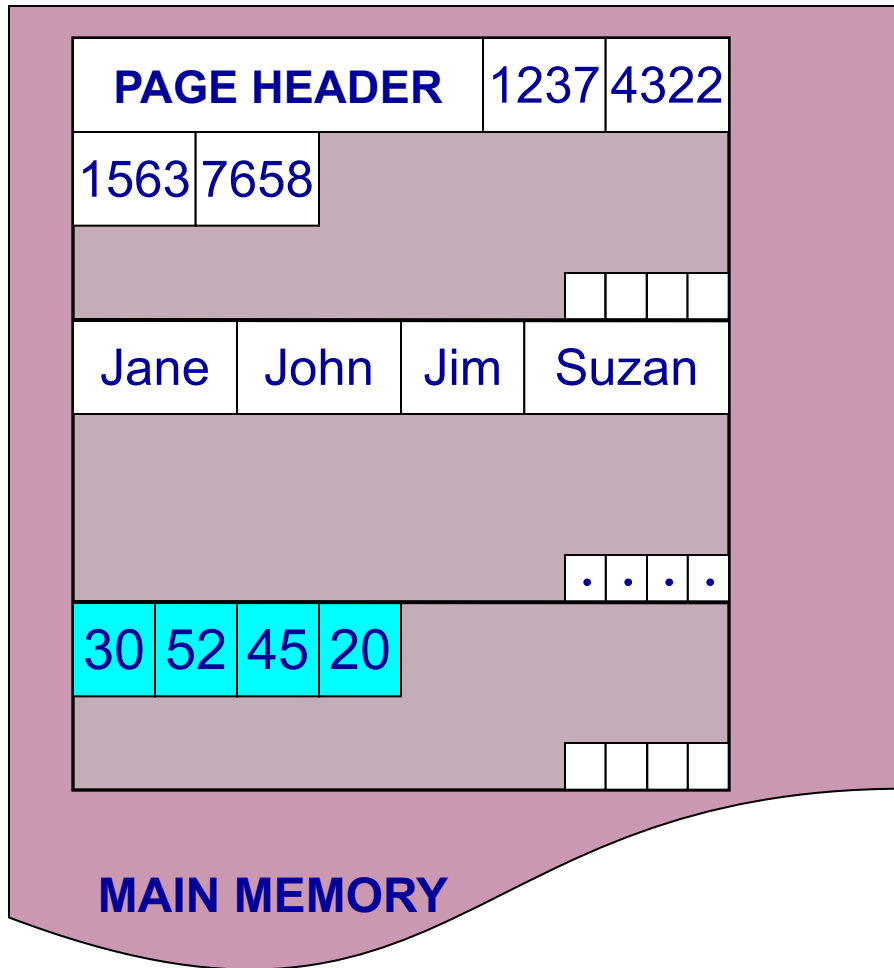 PAGE HEADER 1237 4322
1563 7658
Jane John Jim Suzan
. . . .
30 52 45 20
MAIN MEMORY